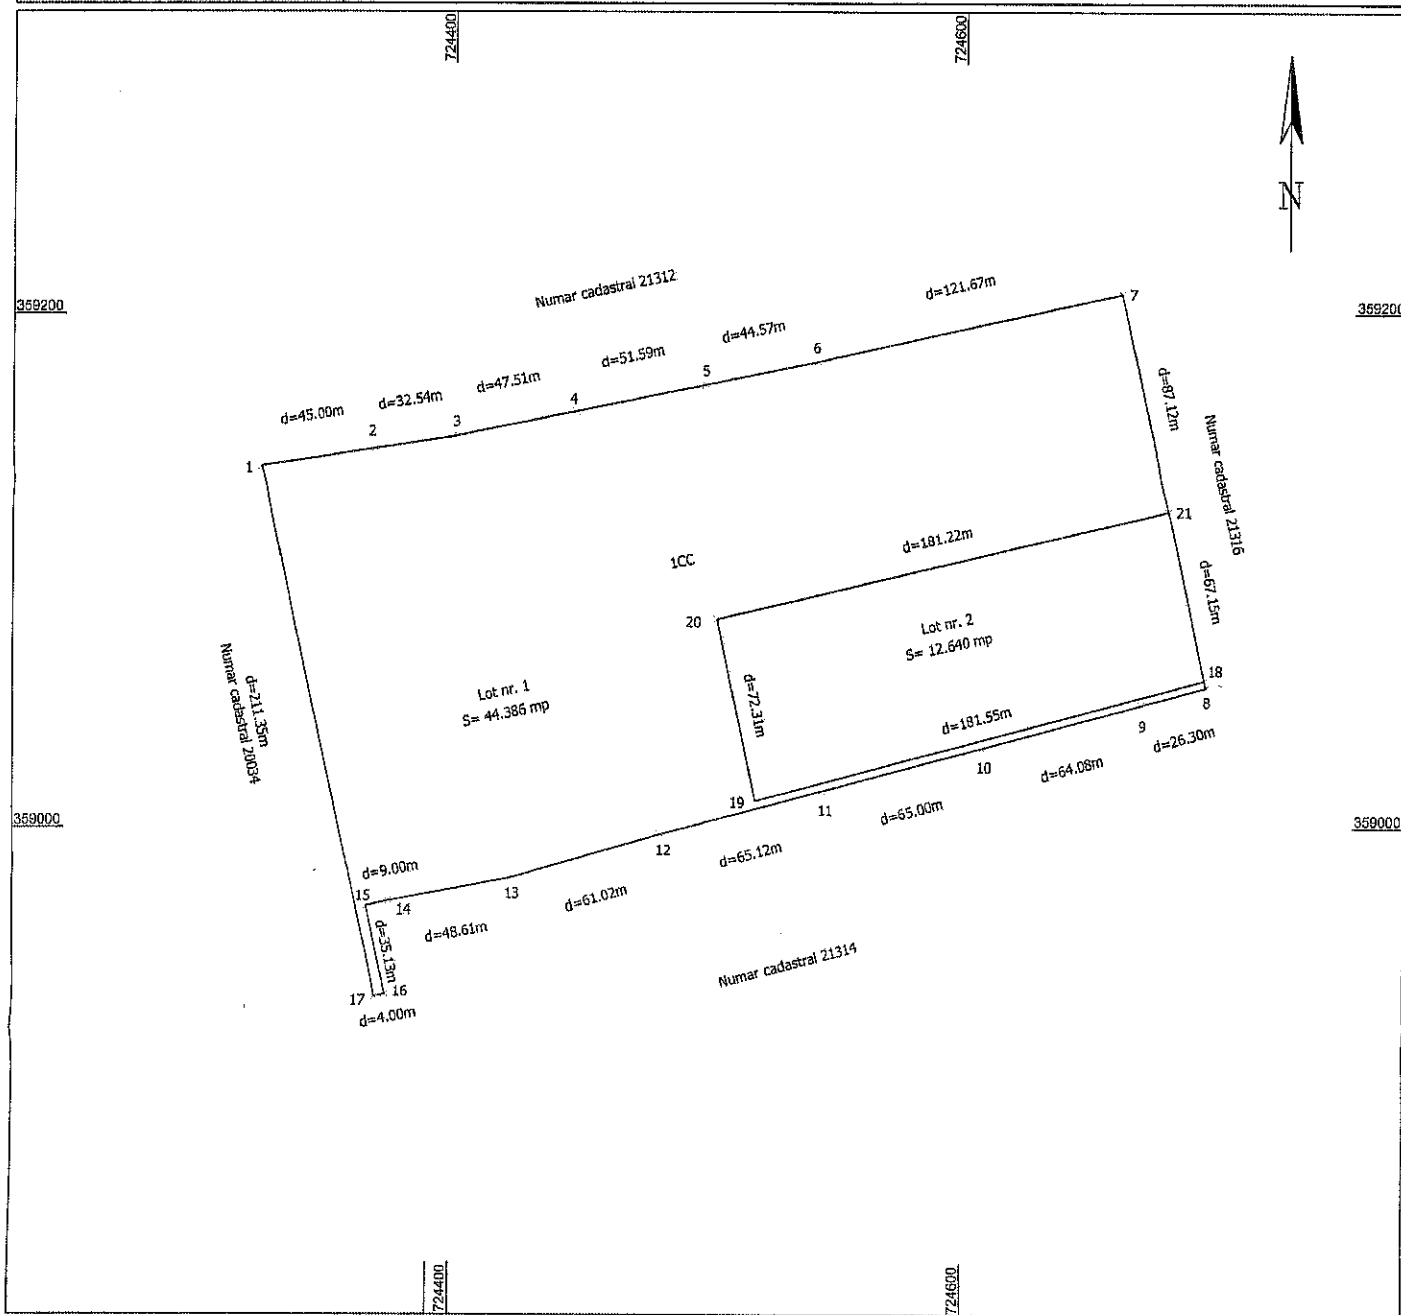 724400
724600
N
Numar cadastral 21312
359200
359200
d=121.67m
7
d=44.57m
6
d=51.59m
5
d=47.51m
4
d=32.54m
3
d=45.00m
2
1
d=87.12m
Numar cadastral 21316
21
1CC
d=181.22m
20
Lot nr. 2
S= 12.640 mp
d=67.15m
18
8
Numar cadastral 20034
d=211.35m
Lot nr. 1
S= 44.386 mp
d=72.31m
d=181.55m
9
d=26.30m
10
d=64.08m
19
11
d=65.00m
359000
359000
12
d=65.12m
d=9.00m
15
14
13
d=61.02m
d=48.61m
d=35.13m
Numar cadastral 21314
17
16
d=4.00m
724400
724600